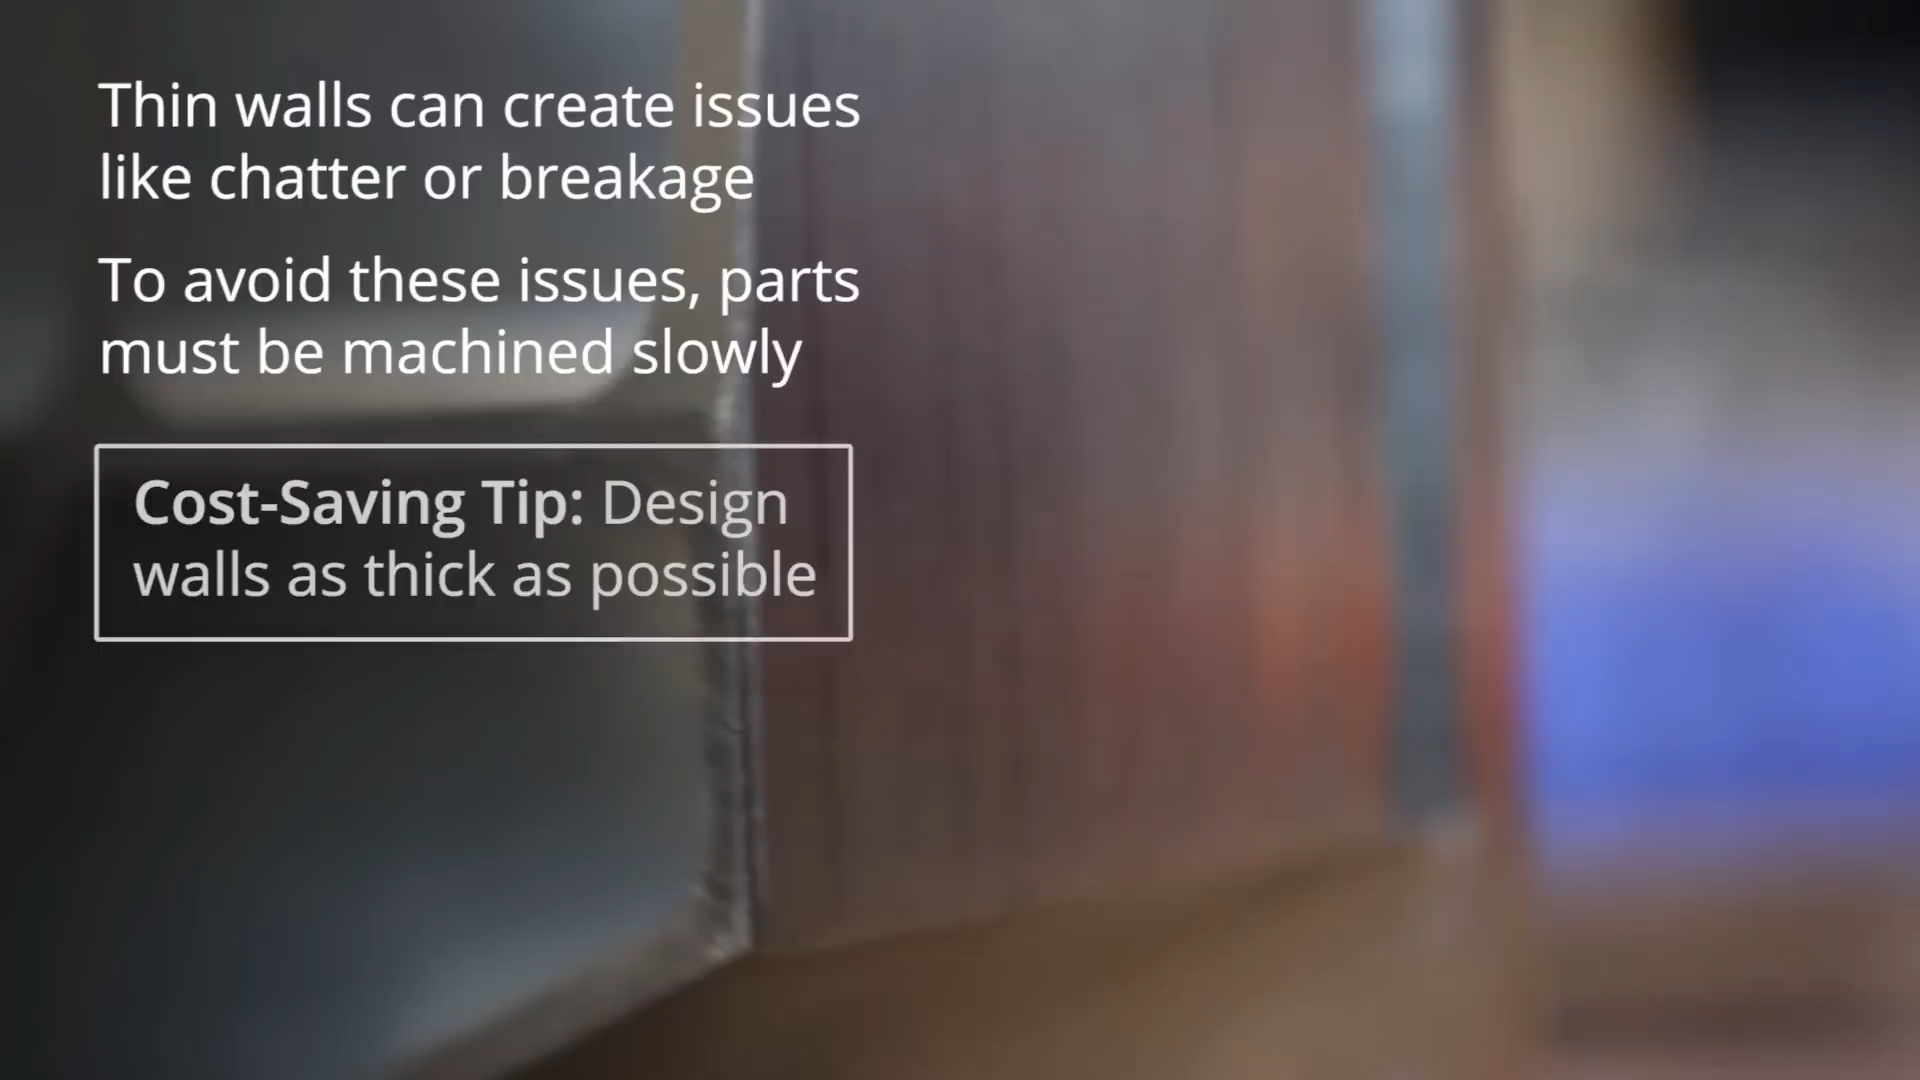 Thin walls can create issues
like chatter or breakage
To avoid these issues, parts
must be machined slowly
Cost-Saving Tip: Design
walls as thick as possible